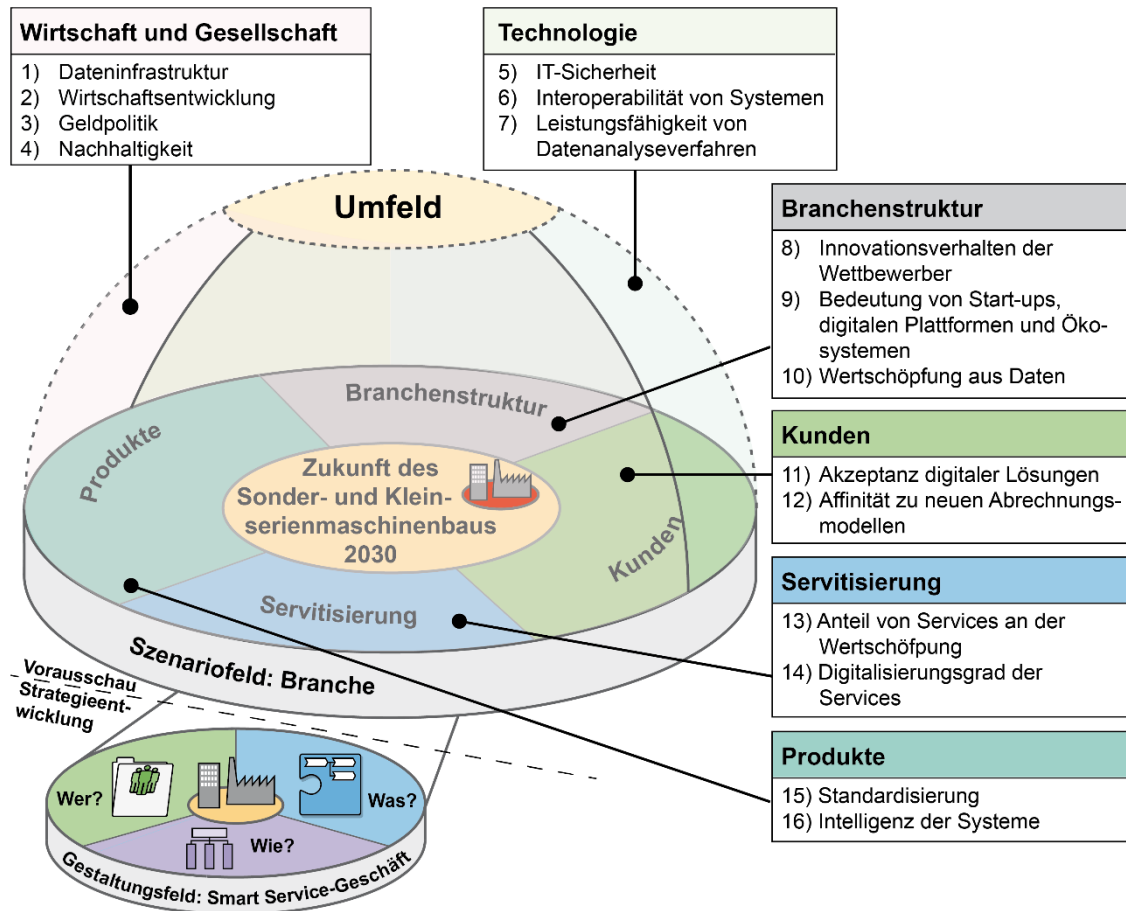 Wirtschaft und Gesellschaft
1) Dateninfrastruktur
2) Wirtschaftsentwicklung
3) Geldpolitik
4) Nachhaltigkeit
Technologie
5) IT-Sicherheit
6) Interoperabilität von Systemen
7) Leistungsfähigkeit von
Datenanalyseverfahren
Umfeld
Branchenstruktur
8) Innovationsverhalten der
Wettbewerber
9) Bedeutung von Start-ups,
digitalen Plattformen und Öko-
systemen
10) Wertschöpfung aus Daten
Kunden
11) Akzeptanz digitaler Lösungen
12) Affinität zu neuen Abrechnungs-
modellen
Servitisierung
13) Anteil von Services an der
Wertschöfpung
14) Digitalisierungsgrad der
Services
Produkte
15) Standardisierung
16) Intelligenz der Systeme
Branchenstruktur
Produkte
Zukunft des
Sonder- und Klein-
serienmaschinenbaus
2030
Kunden
Servitisierung
Szenariofeld: Branche
Vorausschau
Strategieent-
wicklung
Wer?
Was?
Wie?
Gestaltungsfeld: Smart Service-Geschäft